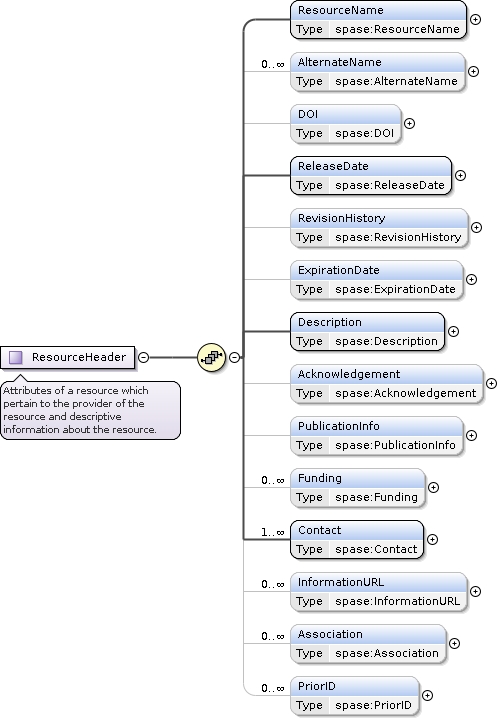 ResourceName
Type spase:ResourceName
0..∞
AlternateName
Type spase:AlternateName
DOI
Type spase:DOI
ReleaseDate
Type spase:ReleaseDate
RevisionHistory
Type spase:RevisionHistory
ExpirationDate
Type spase:ExpirationDate
Description
Type spase:Description
ResourceHeader
Attributes of a resource which
pertain to the provider of the
resource and descriptive
information about the resource.
Acknowledgement
Type spase:Acknowledgement
PublicationInfo
Type spase:PublicationInfo
0..∞
Funding
Type spase:Funding
1..∞
Contact
Type spase:Contact
0..∞
InformationURL
Type spase:InformationURL
0..∞
Association
Type spase:Association
0..∞
PriorID
Type spase:PriorID